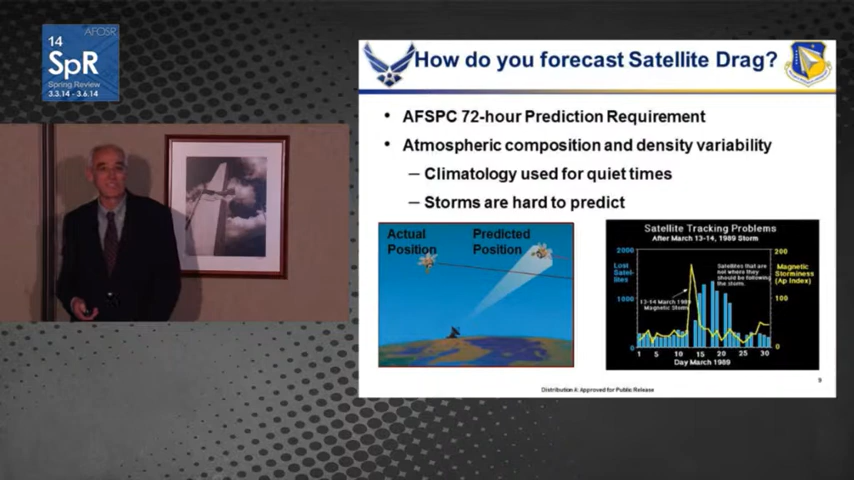 AFOSR
14
SpR
Spring Review
3.3.14 - 3.6.14
How do you forecast Satellite Drag?
• AFSPC 72-hour Prediction Requirement
• Atmospheric composition and density variability
– Climatology used for quiet times
– Storms are hard to predict
Actual
Position
Predicted
Position
Satellite Tracking Problems
After March 13-14, 1989 Storm
2000
200
Lost
Satel-
lites
Satellites that are
not where they
should be following
the storm.
Magnetic
Storminess
(Ap Index)
1000
13-14 March 1989
Magnetic Storm
100
0
0
1 5 10 15 20 25 30
Day March 1989
9
Distribution A: Approved for Public Release